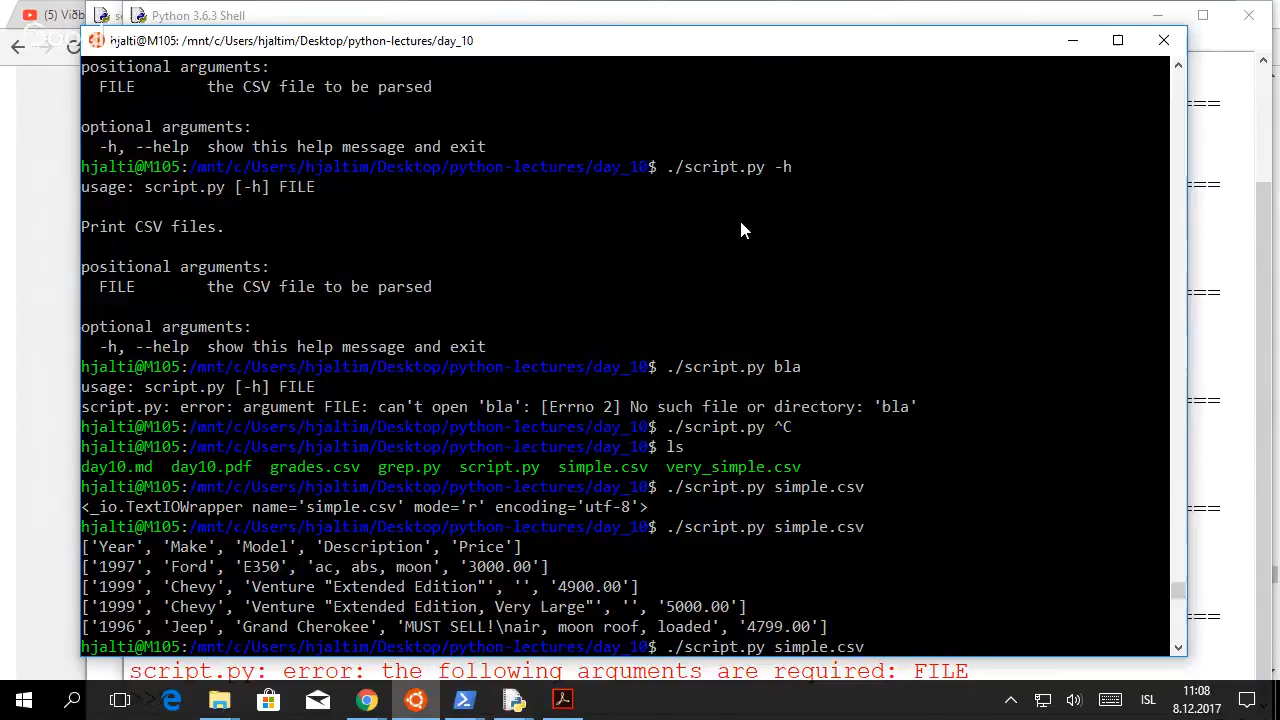 (5) Viðb
Python 3.6.3 Shell
hjalti@M105: /mnt/c/Users/hjaltim/Desktop/python-lectures/day_10
positional arguments:
FILE the CSV file to be parsed
optional arguments:
-h, --help show this help message and exit
hjalti@M105:/mnt/c/Users/hjaltim/Desktop/python-lectures/day_10$ ./script.py -h
usage: script.py [-h] FILE
Print CSV files.
positional arguments:
FILE the CSV file to be parsed
optional arguments:
-h, --help show this help message and exit
hjalti@M105:/mnt/c/Users/hjaltim/Desktop/python-lectures/day_10$ ./script.py bla
usage: script.py [-h] FILE
script.py: error: argument FILE: can't open 'bla': [Errno 2] No such file or directory: 'bla'
hjalti@M105:/mnt/c/Users/hjaltim/Desktop/python-lectures/day_10$ ./script.py ^C
hjalti@M105:/mnt/c/Users/hjaltim/Desktop/python-lectures/day_10$ ls
day10.md day10.pdf grades.csv grep.py script.py simple.csv very_simple.csv
hjalti@M105:/mnt/c/Users/hjaltim/Desktop/python-lectures/day_10$ ./script.py simple.csv
<_io.TextIOWrapper name='simple.csv' mode='r' encoding='utf-8'>
hjalti@M105:/mnt/c/Users/hjaltim/Desktop/python-lectures/day_10$ ./script.py simple.csv
['Year', 'Make', 'Model', 'Description', 'Price']
['1997', 'Ford', 'E350', 'ac, abs, moon', '3000.00']
['1999', 'Chevy', 'Venture "Extended Edition"', '', '4900.00']
['1999', 'Chevy', 'Venture "Extended Edition, Very Large"', '', '5000.00']
['1996', 'Jeep', 'Grand Cherokee', 'MUST SELL!\nair, moon roof, loaded', '4799.00']
hjalti@M105:/mnt/c/Users/hjaltim/Desktop/python-lectures/day_10$ ./script.py simple.csv
script.py: error: the following arguments are required: FILE
>>>
ISL
11:08
8.12.2017